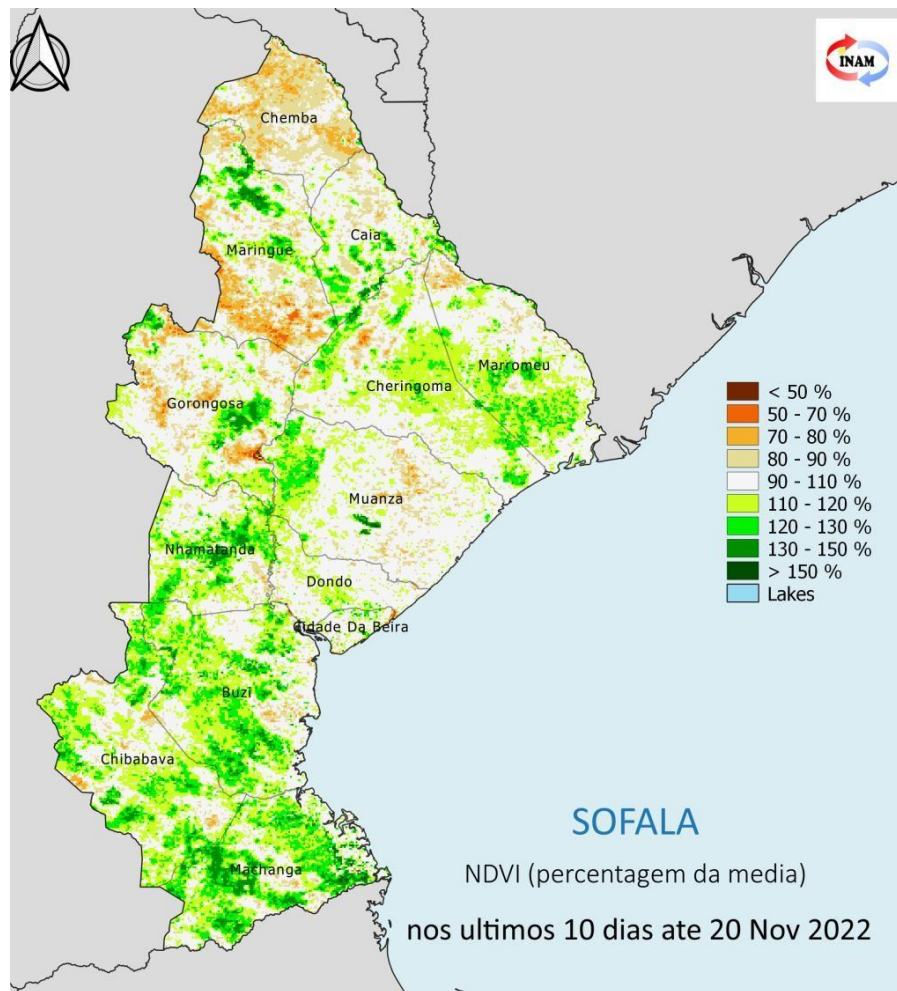 INAM
Chemba
Caia
Maringue
Marromeu
Cheringoma
Gorongosa
Muanza
Nhamatanda
Dondo
Cidade Da Beira
Buzi
Chibabava
Machanga
< 50 %
50 - 70 %
70 - 80 %
80 - 90 %
90 - 110 %
110 - 120 %
120 - 130 %
130 - 150 %
> 150 %
Lakes
SOFALA
NDVI (percentagem da media)
nos ultimos 10 dias ate 20 Nov 2022